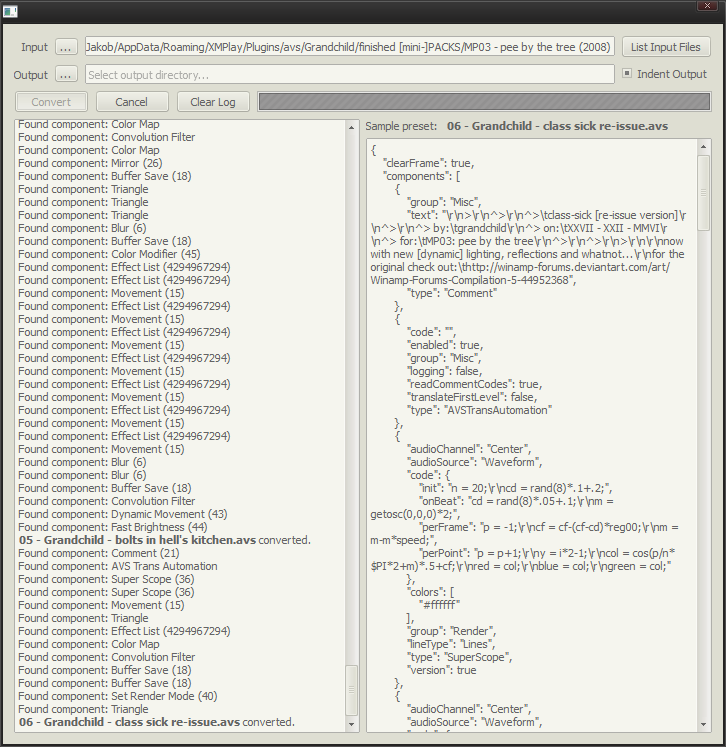 Input
...
Jakob/AppData/Roaming/XMPlay/Plugins/avs/Grandchild/finished [mini-]PACKS/MP03 - pee by the tree (2008)
List Input Files
Output
...
Select output directory...
Indent Output
Convert
Cancel
Clear Log
Found component: Color Map
Found component: Convolution Filter
Found component: Color Map
Found component: Mirror (26)
Found component: Buffer Save (18)
Found component: Triangle
Found component: Triangle
Found component: Triangle
Found component: Blur (6)
Found component: Buffer Save (18)
Found component: Color Modifier (45)
Found component: Effect List (4294967294)
Found component: Effect List (4294967294)
Found component: Movement (15)
Found component: Effect List (4294967294)
Found component: Movement (15)
Found component: Effect List (4294967294)
Found component: Movement (15)
Found component: Effect List (4294967294)
Found component: Movement (15)
Found component: Effect List (4294967294)
Found component: Movement (15)
Found component: Effect List (4294967294)
Found component: Movement (15)
Found component: Effect List (4294967294)
Found component: Movement (15)
Found component: Blur (6)
Found component: Blur (6)
Found component: Buffer Save (18)
Found component: Convolution Filter
Found component: Dynamic Movement (43)
Found component: Fast Brightness (44)
05 - Grandchild - bolts in hell's kitchen.avs converted.
Found component: Comment (21)
Found component: AVS Trans Automation
Found component: Super Scope (36)
Found component: Super Scope (36)
Found component: Movement (15)
Found component: Triangle
Found component: Effect List (4294967294)
Found component: Color Map
Found component: Convolution Filter
Found component: Buffer Save (18)
Found component: Buffer Save (18)
Found component: Set Render Mode (40)
Found component: Triangle
06 - Grandchild - class sick re-issue.avs converted.
Sample preset: 06 - Grandchild - class sick re-issue.avs
{
"clearFrame": true,
"components": [
{
"group": "Misc",
"text": "\r\n>\r\n^>\r\n^>\tclass-sick [re-issue version]\r
\n^>\r\n^> by:\tgrandchild\r\n^> on:\tXXVII - XXII - MMVI\r
\n^> for:\tMP03: pee by the tree\r\n^>\r\n^>\r\n>\r\n\r\nnow
with new [dynamic] lighting, reflections and whatnot...\r\nfor the
original check out:\thttp://winamp-forums.deviantart.com/art/
Winamp-Forums-Compilation-5-44952368",
"type": "Comment"
},
{
"code": "",
"enabled": true,
"group": "Misc",
"logging": false,
"readCommentCodes": true,
"translateFirstLevel": false,
"type": "AVSTransAutomation"
},
{
"audioChannel": "Center",
"audioSource": "Waveform",
"code": {
"init": "n = 20;\r\ncd = rand(8)*.1+.2;",
"onBeat": "cd = rand(8)*.05+.1;\r\nm =
getosc(0,0,0)*2;",
"perFrame": "p = -1;\r\ncf = cf-(cf-cd)*reg00;\r\nm =
m-m*speed;",
"perPoint": "p = p+1;\r\ny = i*2-1;\r\ncol = cos(p/n*
$PI*2+m)*.5+cf;\r\nred = col;\r\nblue = col;\r\ngreen = col;"
},
"colors": [
"#ffffff"
],
"group": "Render",
"lineType": "Lines",
"type": "SuperScope",
"version": true
},
{
"audioChannel": "Center",
"audioSource": "Waveform",